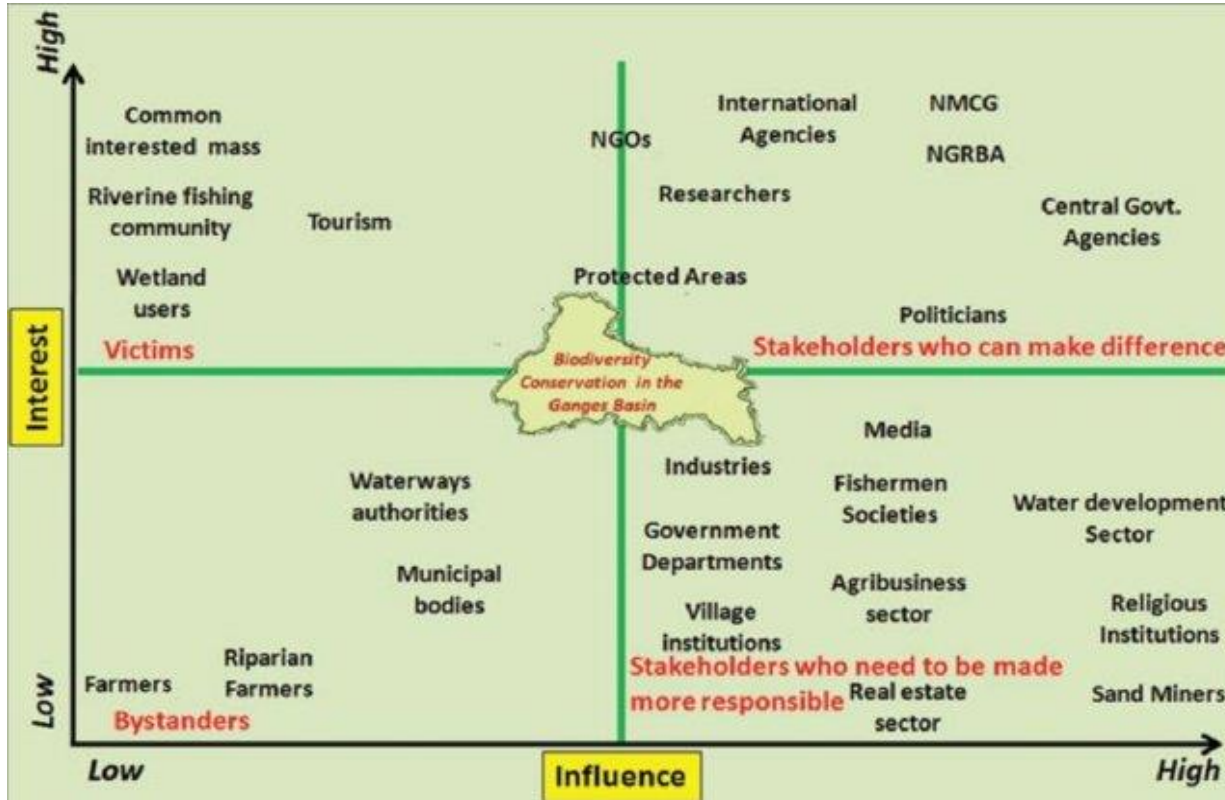 High
Common
interested mass
Riverine fishing
community
Wetland
users
Tourism
Victims
NGOs
International
Agencies
NMCG
NGRBA
Researchers
Central Govt.
Agencies
Protected Areas
Politicians
Stakeholders who can make difference
Interest
Biodiversity
Conservation in the
Ganges Basin
Waterways
authorities
Municipal
bodies
Riparian
Farmers
Farmers
Bystanders
Media
Industries
Fishermen
Societies
Water development
Sector
Government
Departments
Agribusiness
sector
Village
institutions
Religious
Institutions
Stakeholders who need to be made
more responsible
Real estate
sector
Sand Miners
Low
Low
Influence
High